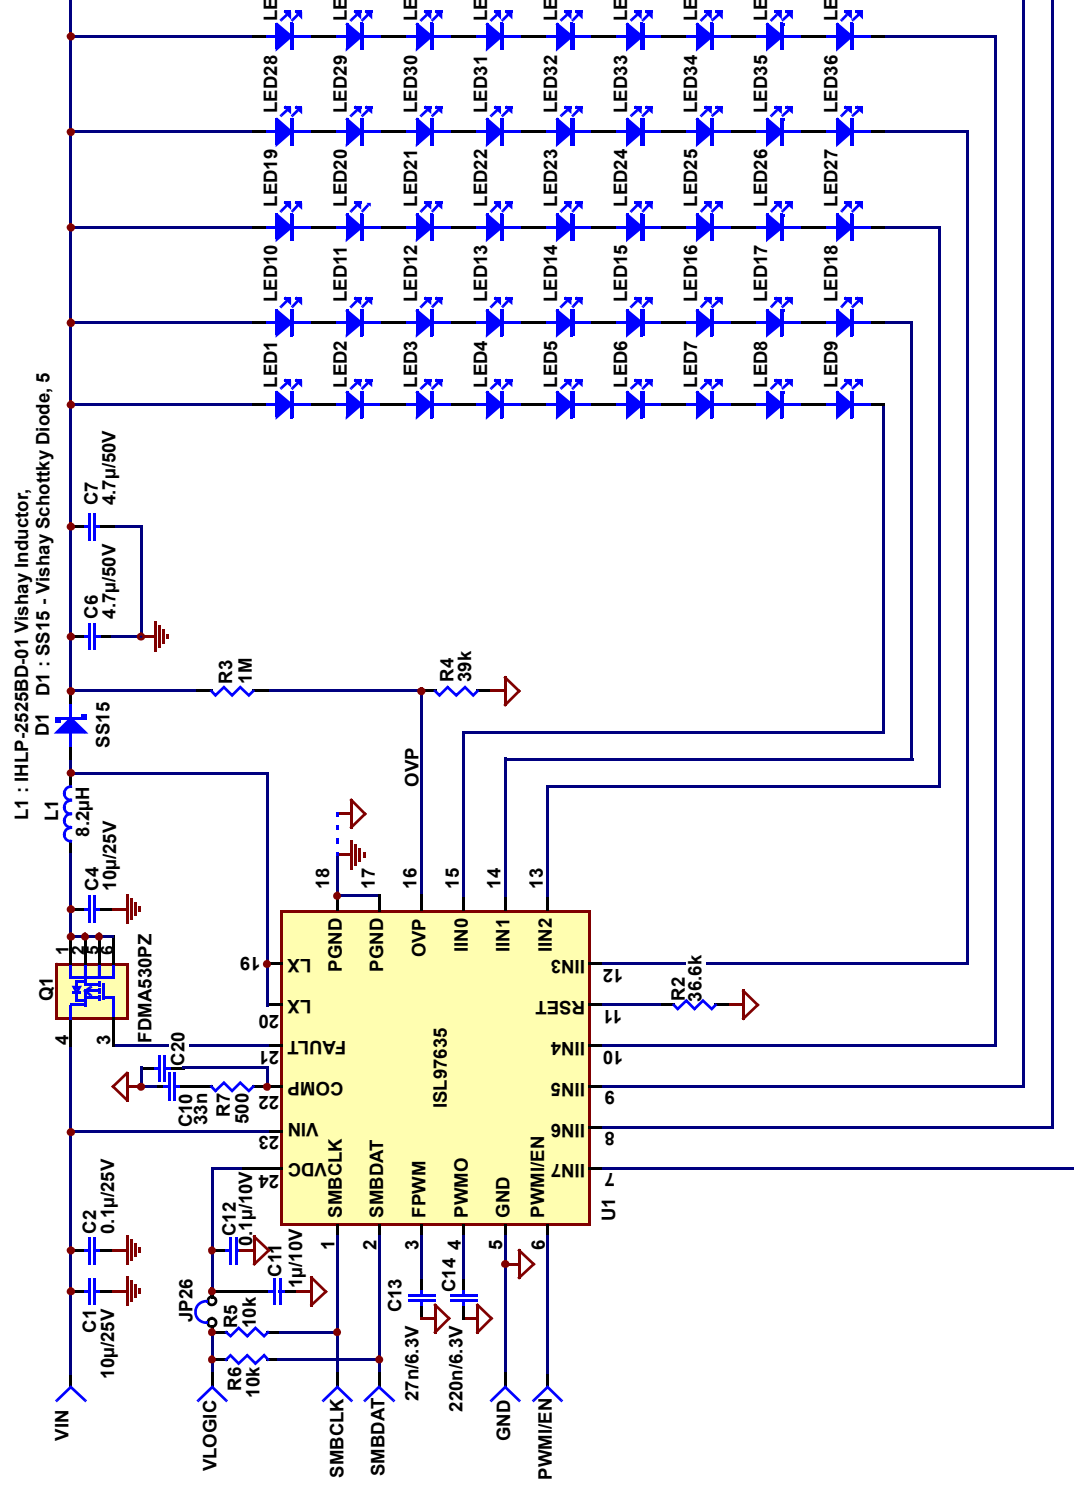 L1 : IHLP-2525BD-01 Vishay Inductor,
D1 : SS15 - Vishay Schottky Diode, 5
VIN
C1
10µ/25V
C2
0.1µ/25V
Q1
FDMA530PZ
4
3
1
2
5
6
C4
10µ/25V
L1
8.2µH
D1
SS15
C6
4.7µ/50V
C7
4.7µ/50V
R3
1M
R4
39k
OVP
LED28
LED29
LED30
LED31
LED32
LED33
LED34
LED35
LED36
LED19
LED20
LED21
LED22
LED23
LED24
LED25
LED26
LED27
LED10
LED11
LED12
LED13
LED14
LED15
LED16
LED17
LED18
LED1
LED2
LED3
LED4
LED5
LED6
LED7
LED8
LED9
VLOGIC
JP26
R5
10k
R6
10k
C12
0.1µ/10V
C11
1µ/10V
C10
33n
C20
R7
500
SMBCLK
SMBDAT
C13
27n/6.3V
C14
220n/6.3V
GND
PWMI/EN
U1
ISL97635
1
SMBCLK
2
SMBDAT
3
FPWM
4
PWMO
5
GND
6
PWMI/EN
7
IIN7
8
IIN6
9
IIN5
10
IIN4
11
RSET
12
IIN3
13
IIN2
14
IIN1
15
IIN0
16
OVP
17
PGND
18
PGND
19
LX
20
LX
21
FAULT
22
COMP
23
VIN
24
VDC
R2
36.6k